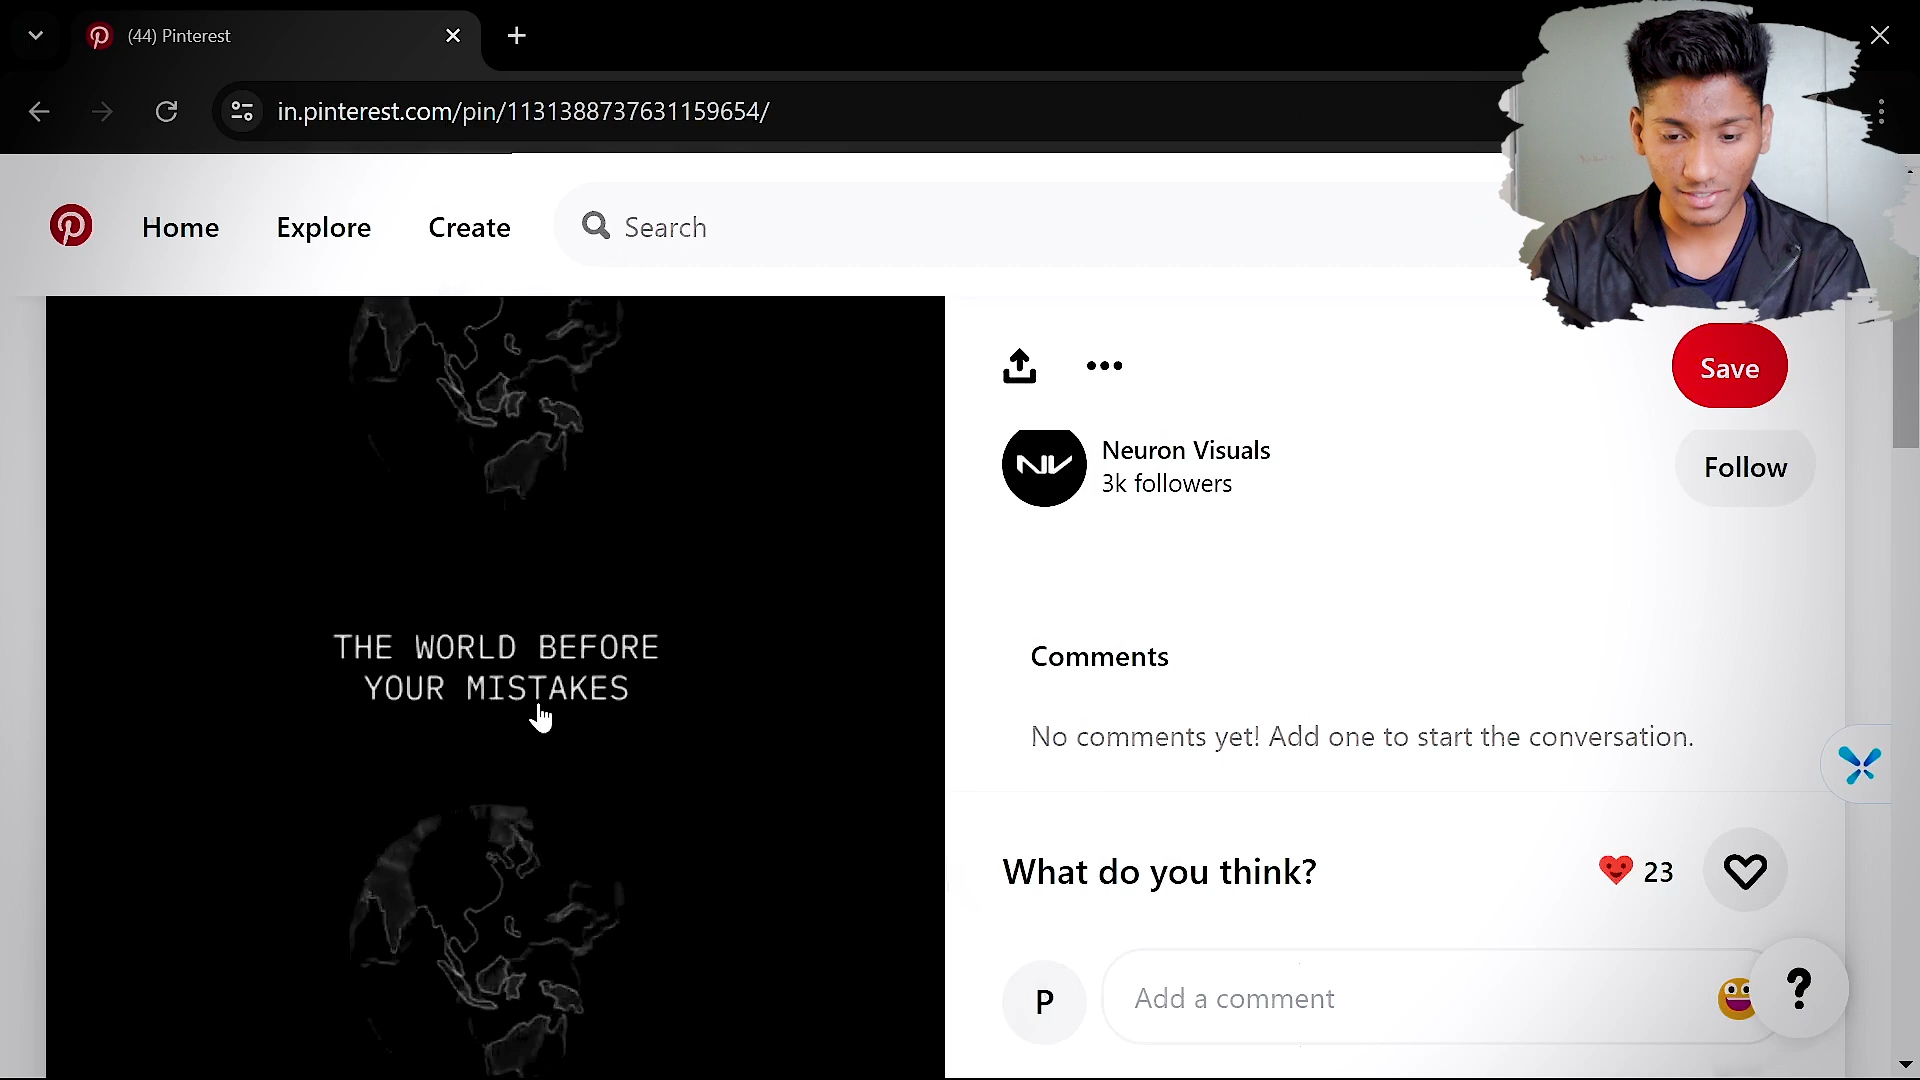 (44) Pinterest
in.pinterest.com/pin/1131388737631159654/
Home Explore Create Search
Save
NV
Neuron Visuals
3k followers
Follow
THE WORLD BEFORE
YOUR MISTAKES
Comments
No comments yet! Add one to start the conversation.
What do you think?
23
P
Add a comment
?